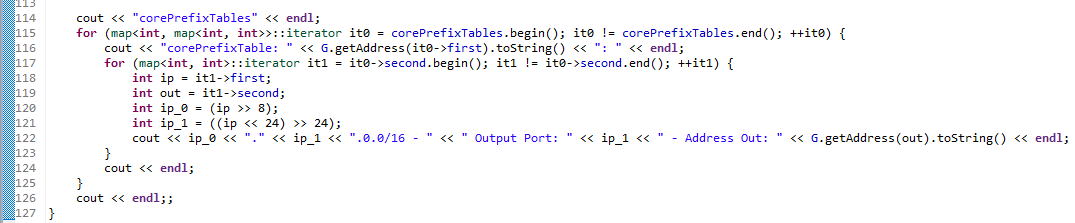 113
114 cout << "corePrefixTables" << endl;
115 for (map<int, map<int, int>>::iterator it0 = corePrefixTables.begin(); it0 != corePrefixTables.end(); ++it0) {
116 cout << "corePrefixTable: " << G.getAddress(it0->first).toString() << ": " << endl;
117 for (map<int, int>::iterator it1 = it0->second.begin(); it1 != it0->second.end(); ++it1) {
118 int ip = it1->first;
119 int out = it1->second;
120 int ip_0 = (ip >> 8);
121 int ip_1 = ((ip << 24) >> 24);
122 cout << ip_0 << "." << ip_1 << ".0.0/16 - " << " Output Port: " << ip_1 << " - Address Out: " << G.getAddress(out).toString() << endl;
123 }
124 cout << endl;
125 }
126 cout << endl;;
127 }